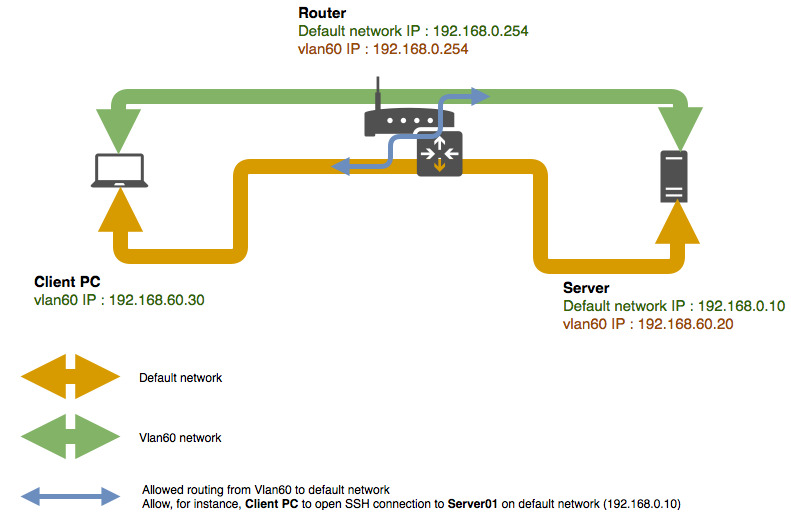 Router
Default network IP : 192.168.0.254
vlan60 IP : 192.168.0.254
Client PC
vlan60 IP : 192.168.60.30
Server
Default network IP : 192.168.0.10
vlan60 IP : 192.168.60.20
Default network
Vlan60 network
Allowed routing from Vlan60 to default network
Allow, for instance, Client PC to open SSH connection to Server01 on default network (192.168.0.10)